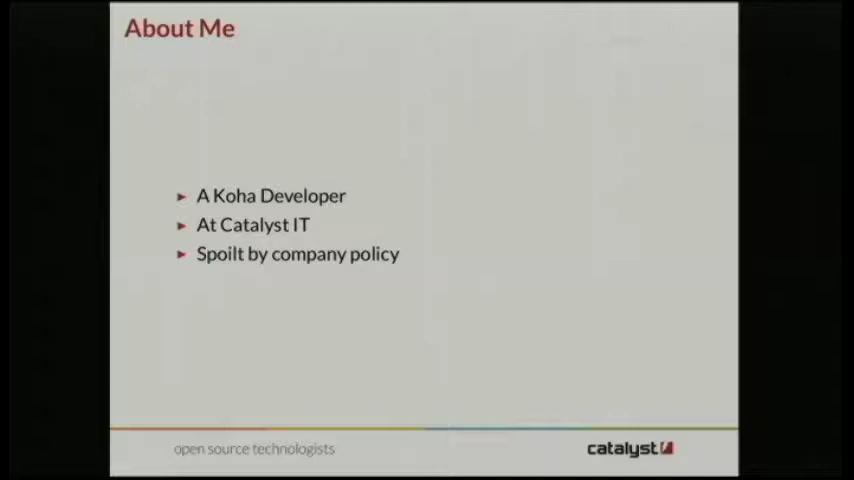 About Me
A Koha Developer
At Catalyst IT
Spoilt by company policy
open source technologists
catalyst